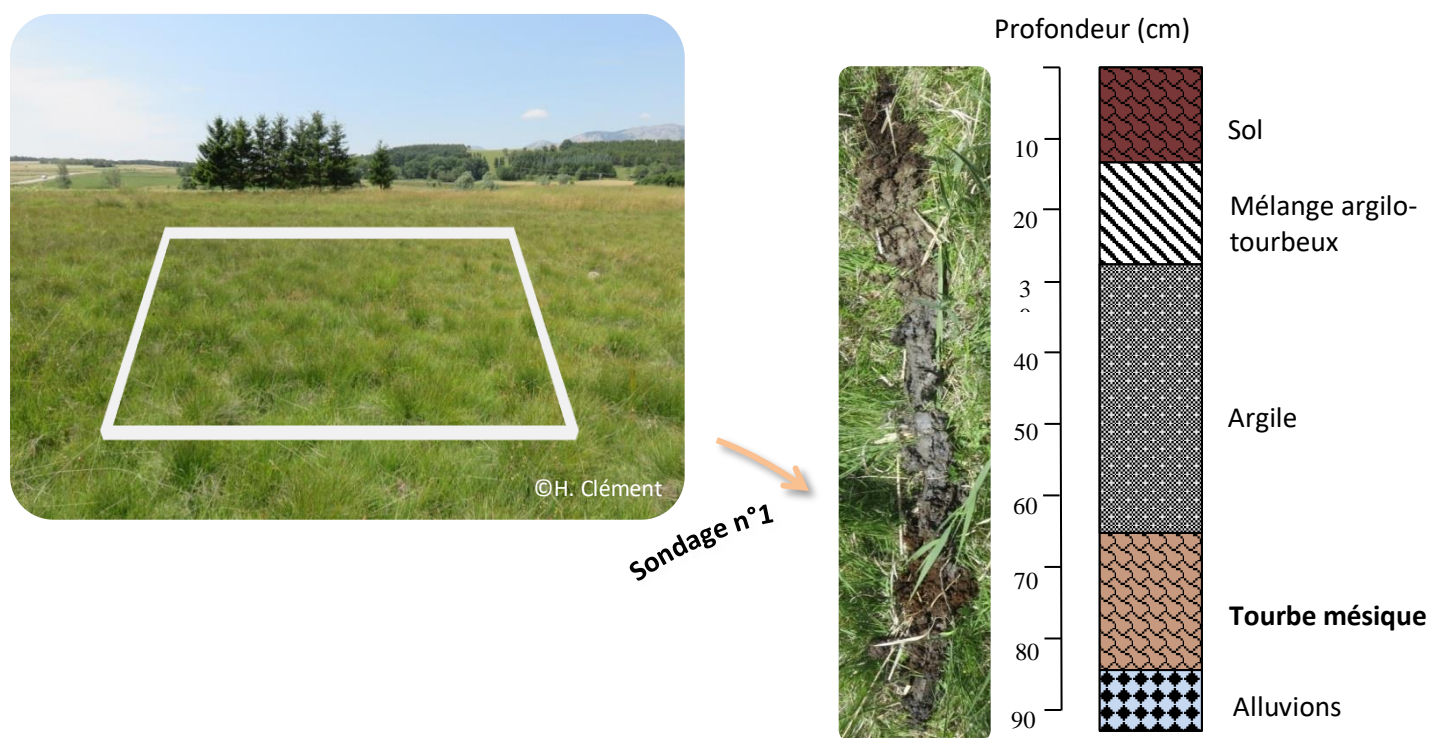 Profondeur (cm)
10
20
3
40
50
60
70
80
90
Sol
Mélange argilo-
tourbeux
Argile
Tourbe mésique
Alluvions
©H. Clément
Sondage n°1